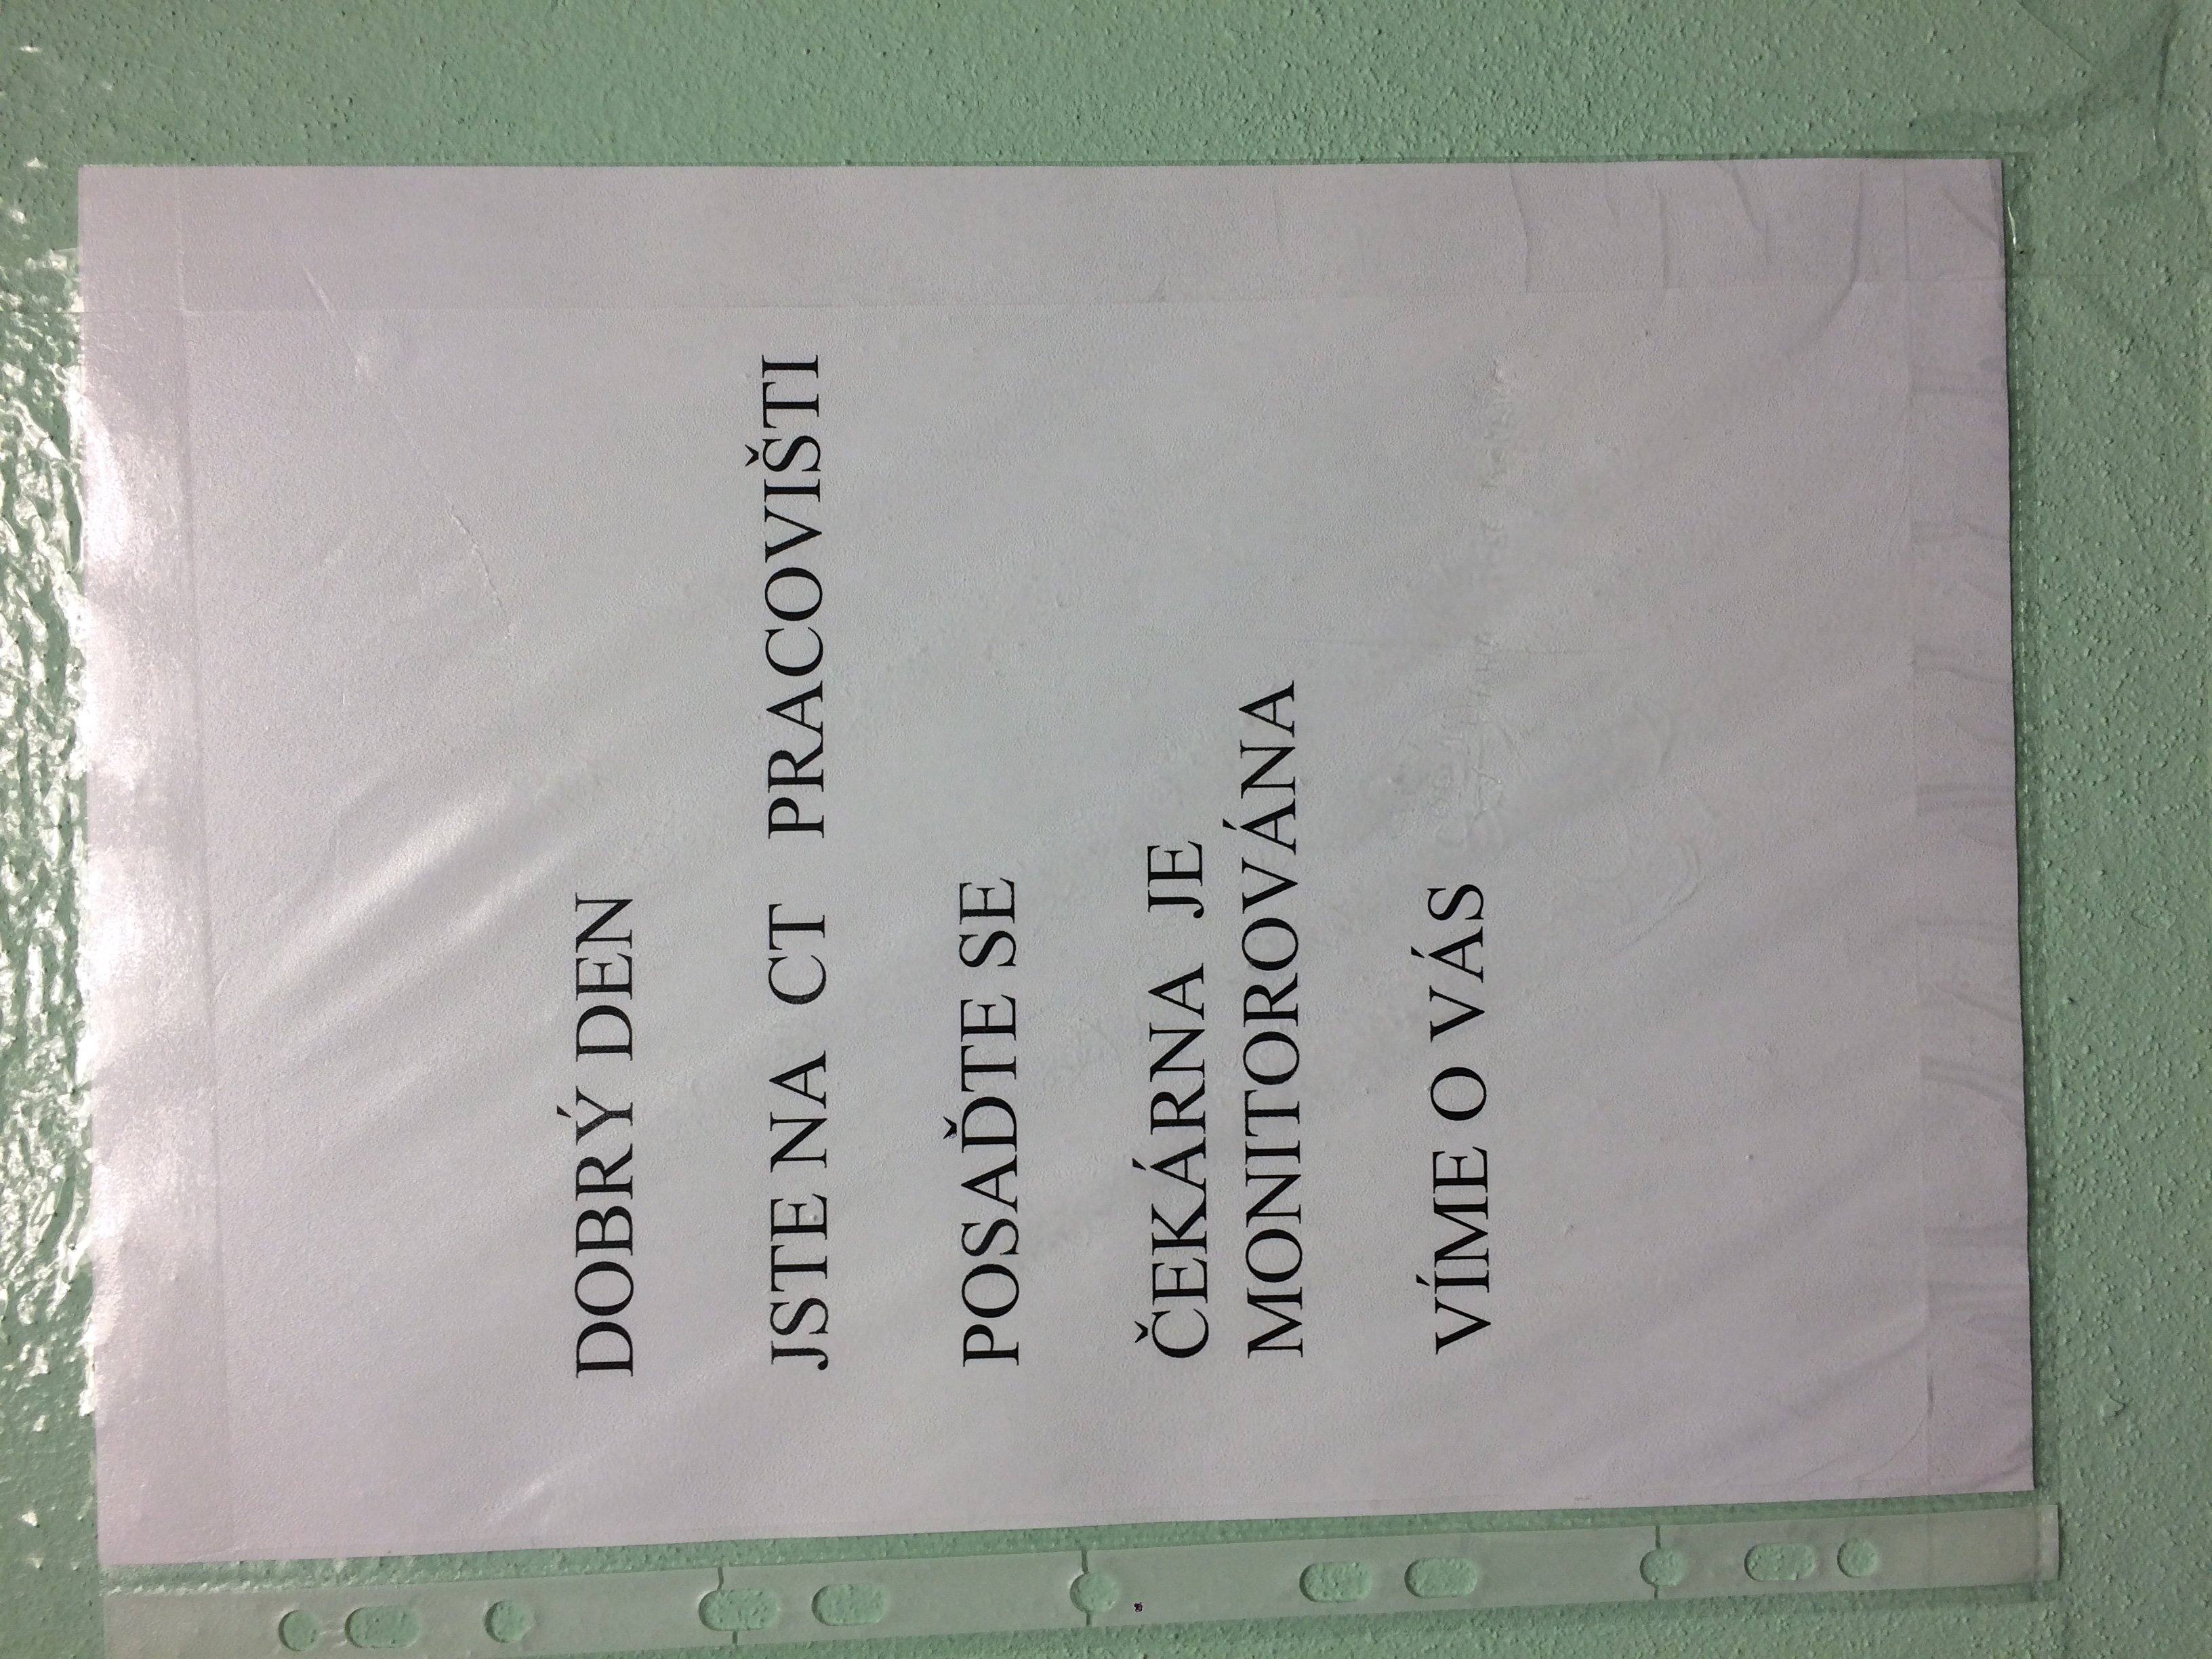 DOBRÝ DEN
JSTE NA CT PRACOVIŠTI
POSAĎTE SE
ČEKÁRNA JE
MONITOROVÁNA
VÍME O VÁS